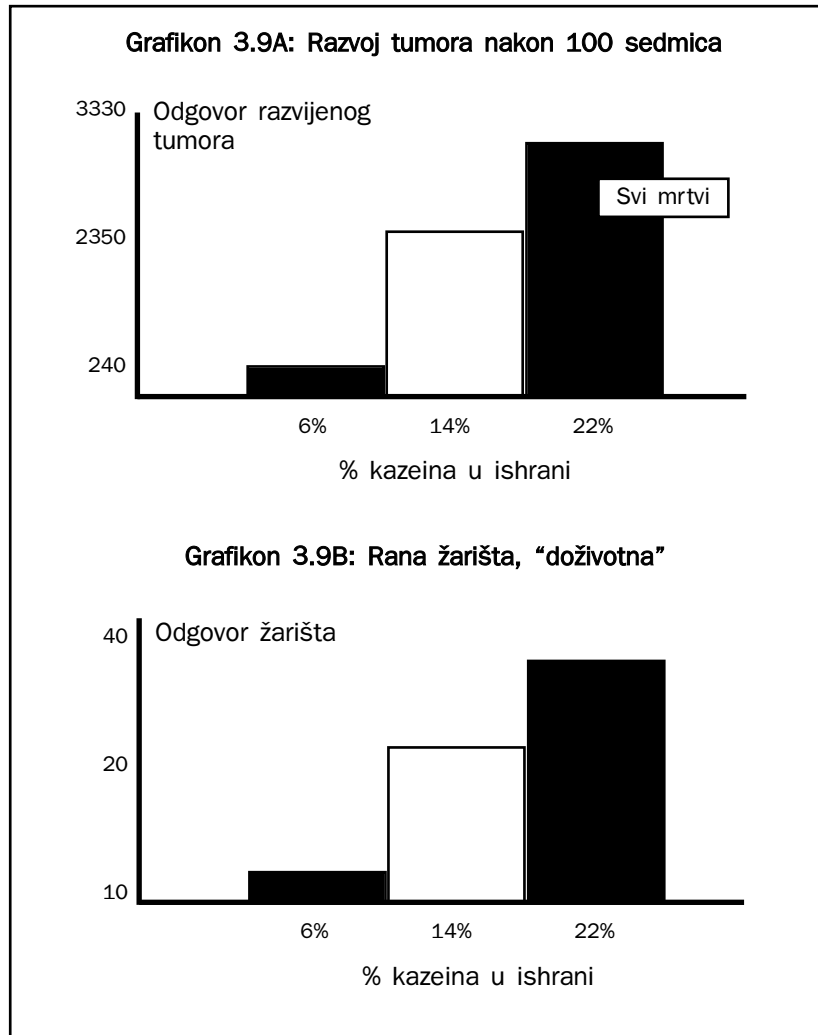 Grafikon 3.9A: Razvoj tumora nakon 100 sedmica
3330
Odgovor razvijenog
tumora
Svi mrtvi
2350
240
6% 14% 22%
% kazeina u ishrani
Grafikon 3.9B: Rana žarišta, “doživotna”
40
Odgovor žarišta
20
10
6% 14% 22%
% kazeina u ishrani